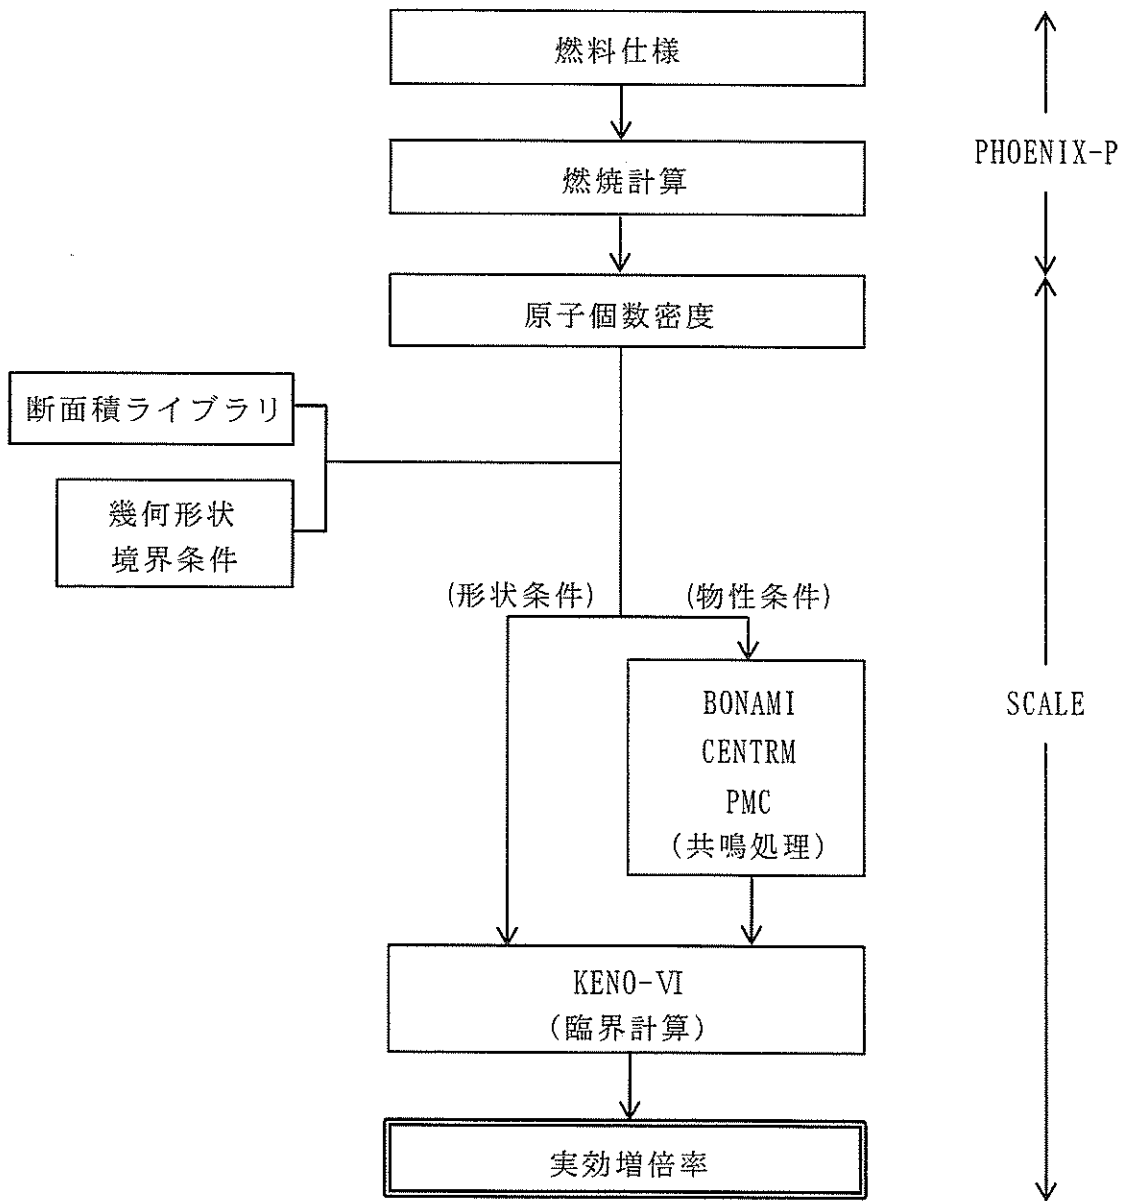 燃料仕様
燃焼計算
PHOENIX-P
原子個数密度
断面積ライブラリ
幾何形状
境界条件
(形状条件)
(物性条件)
BONAMI
CENTRM
PMC
(共鳴処理)
SCALE
KENO-VI
(臨界計算)
実効増倍率